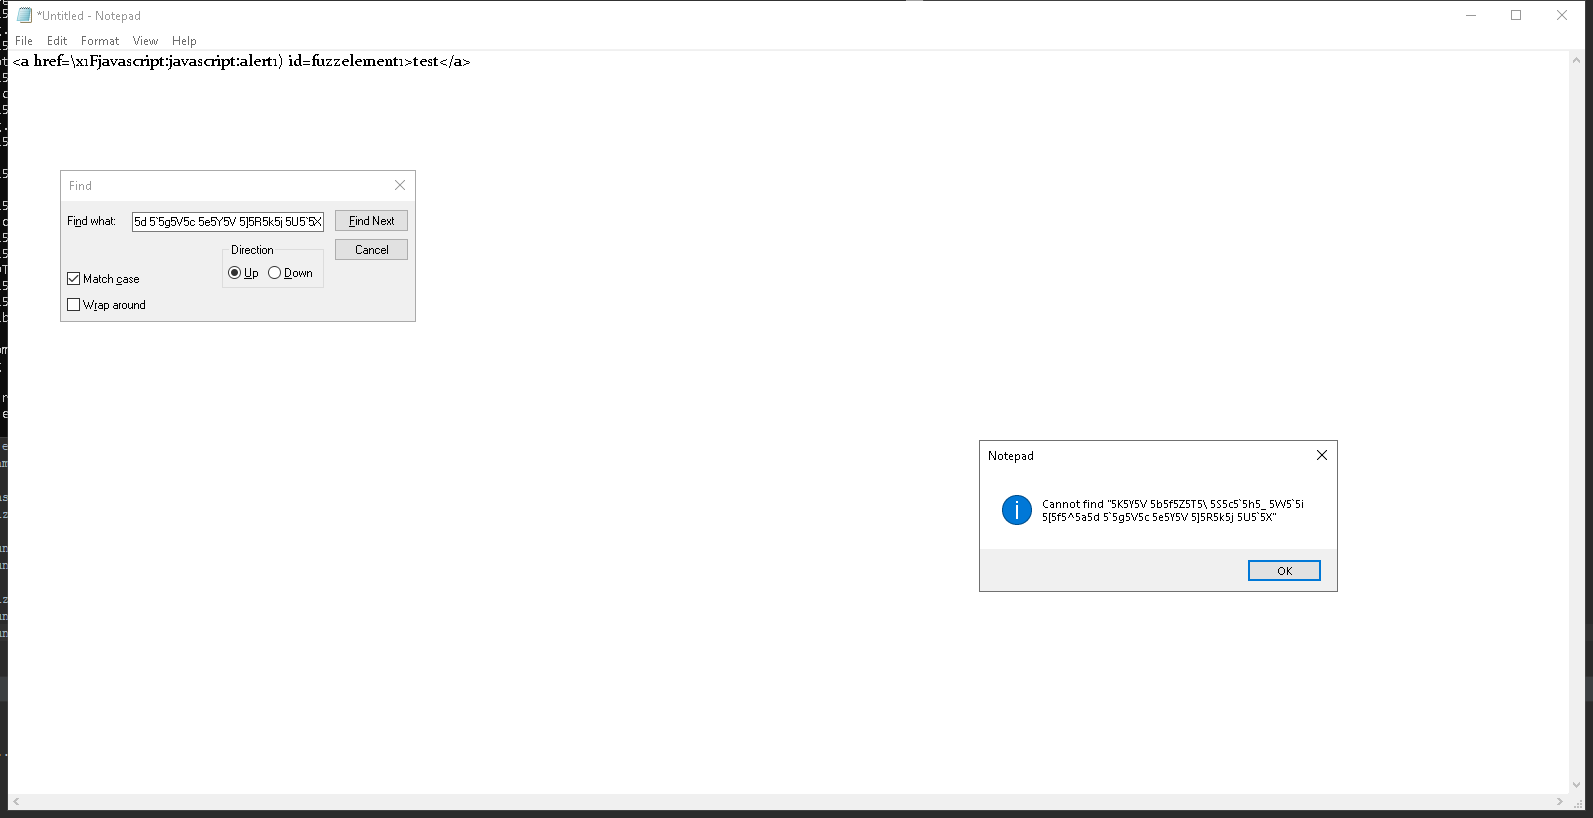 *Untitled - Notepad
File Edit Format View Help
<a href=\x1Fjavascript:javascript:alert1) id=fuzzelement1>test</a>
Find
Find what: 5d 5`5g5V5c 5e5Y5V 5]5R5k5j 5U5`5X Find Next
Direction Cancel
Up Down
Match case
Wrap around
Notepad
Cannot find "5K5Y5V 5b5f5Z5T5\ 5S5c5`5h5_ 5W5`5i
5[5f5^5a5d 5`5g5V5c 5e5Y5V 5]5R5k5j 5U5`5X"
OK